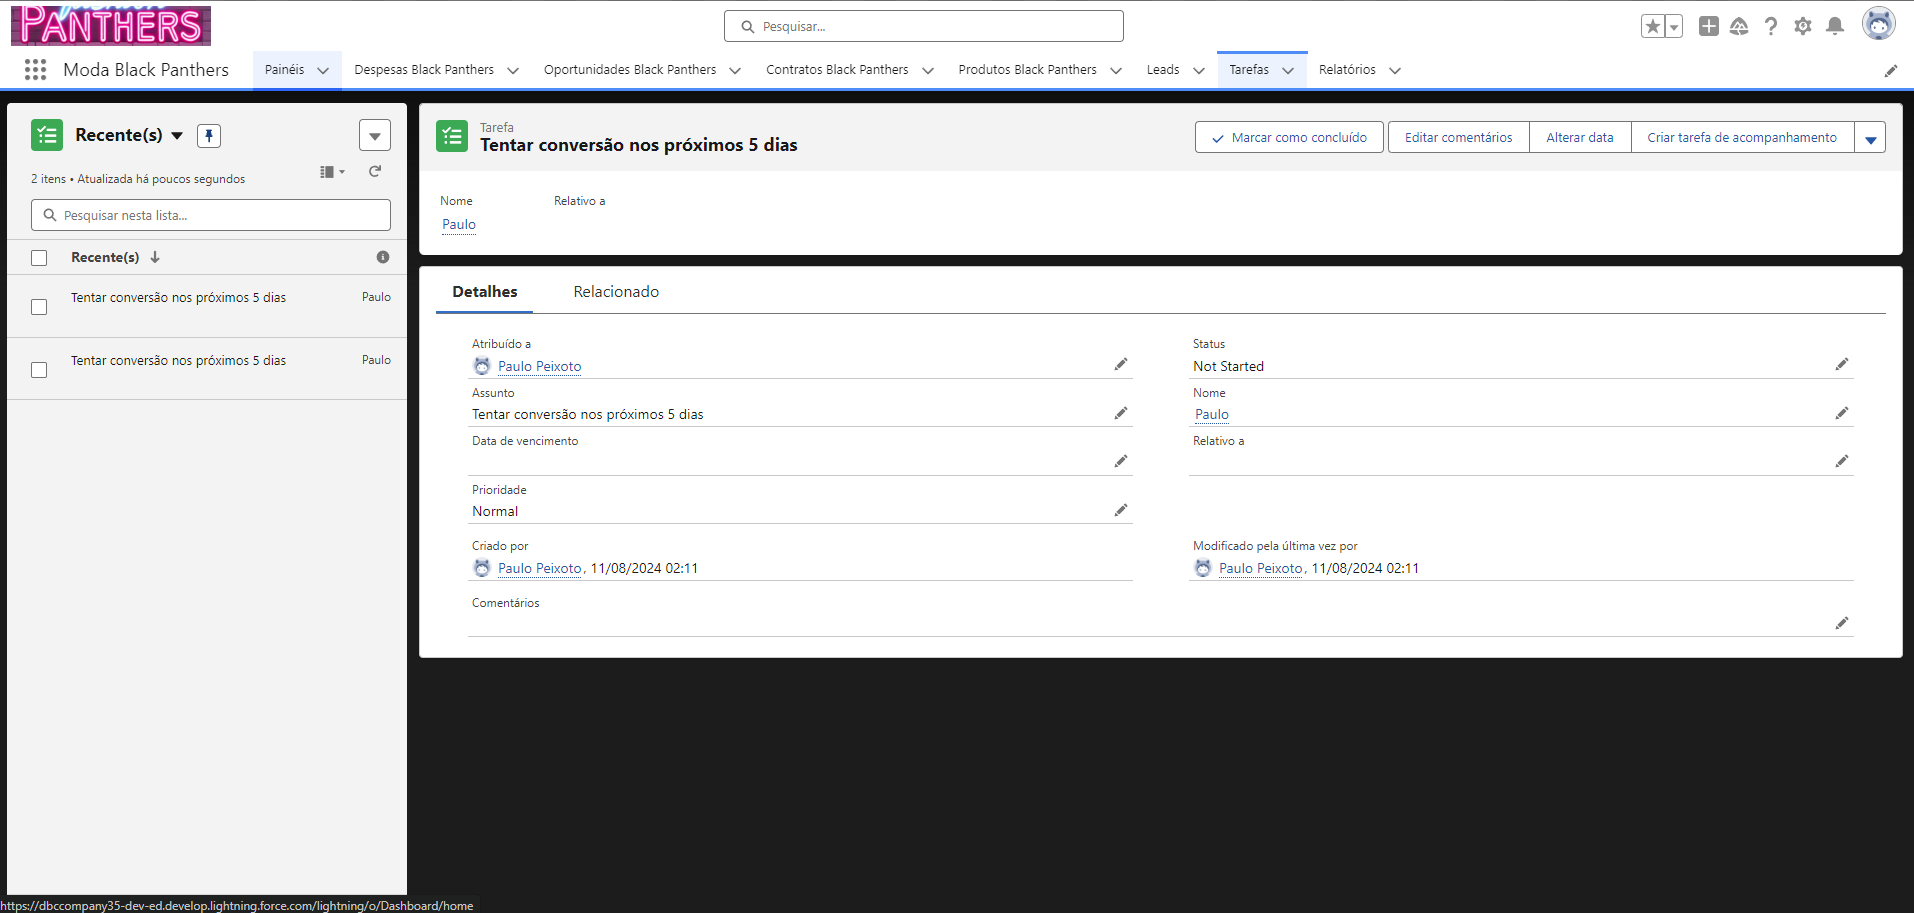 PANTHERS
Pesquisar...
Moda Black Panthers
Painéis
Despesas Black Panthers
Oportunidades Black Panthers
Contratos Black Panthers
Produtos Black Panthers
Leads
Tarefas
Relatórios
Recente(s)
2 itens • Atualizada há poucos segundos
Pesquisar nesta lista...
Recente(s)
Tentar conversão nos próximos 5 dias Paulo
Tentar conversão nos próximos 5 dias Paulo
Tarefa
Tentar conversão nos próximos 5 dias
Marcar como concluído
Editar comentários
Alterar data
Criar tarefa de acompanhamento
Nome
Relativo a
Paulo
Detalhes
Relacionado
Atribuído a
Paulo Peixoto
Status
Not Started
Assunto
Tentar conversão nos próximos 5 dias
Nome
Paulo
Data de vencimento
Relativo a
Prioridade
Normal
Criado por
Paulo Peixoto, 11/08/2024 02:11
Modificado pela última vez por
Paulo Peixoto, 11/08/2024 02:11
Comentários
https://dbccompany35-dev-ed.develop.lightning.force.com/lightning/o/Dashboard/home